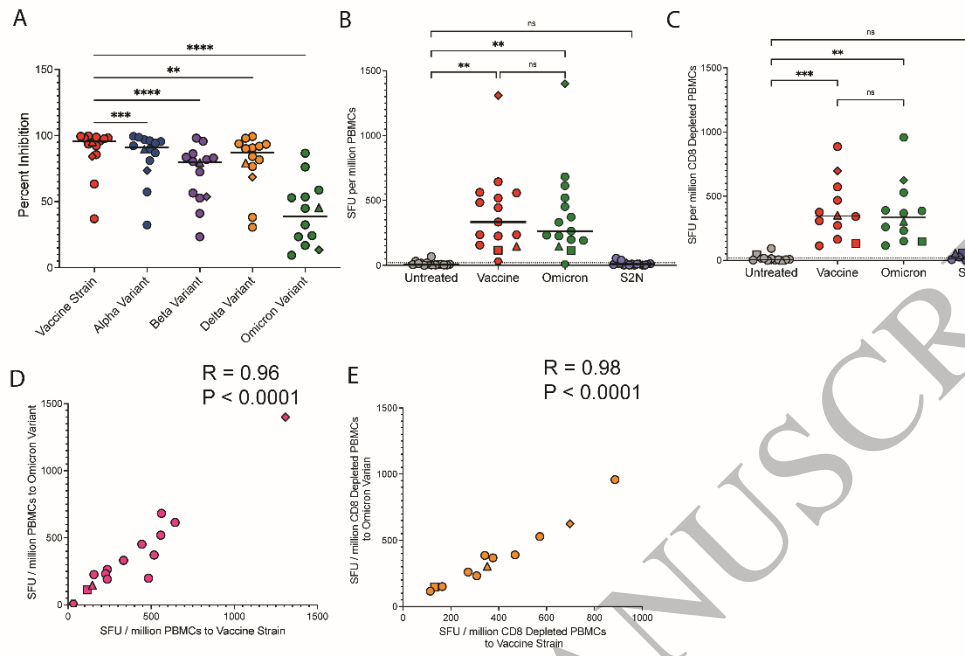 A
****
**
****
***
150
100
50
0
Percent Inhibition
Vaccine Strain
Alpha Variant
Beta Variant
Delta Variant
Omicron Variant
B
ns
**
**
ns
1500
1000
500
0
SFU per million PBMCs
Untreated
Vaccine
Omicron
S2N
C
ns
**
***
ns
1500
1000
500
0
SFU per million CD8 Depleted PBMCs
Untreated
Vaccine
Omicron
S
D
R = 0.96
P < 0.0001
1500
1000
500
0
SFU / million PBMCs to Omicron Variant
0
500
1000
1500
SFU / million PBMCs to Vaccine Strain
E
R = 0.98
P < 0.0001
1500
1000
500
0
SFU / million CD8 Depleted PBMCs
to Omicron Varian
0
200
400
600
800
1000
SFU / million CD8 Depleted PBMCs
to Vaccine Strain
MANUSCR